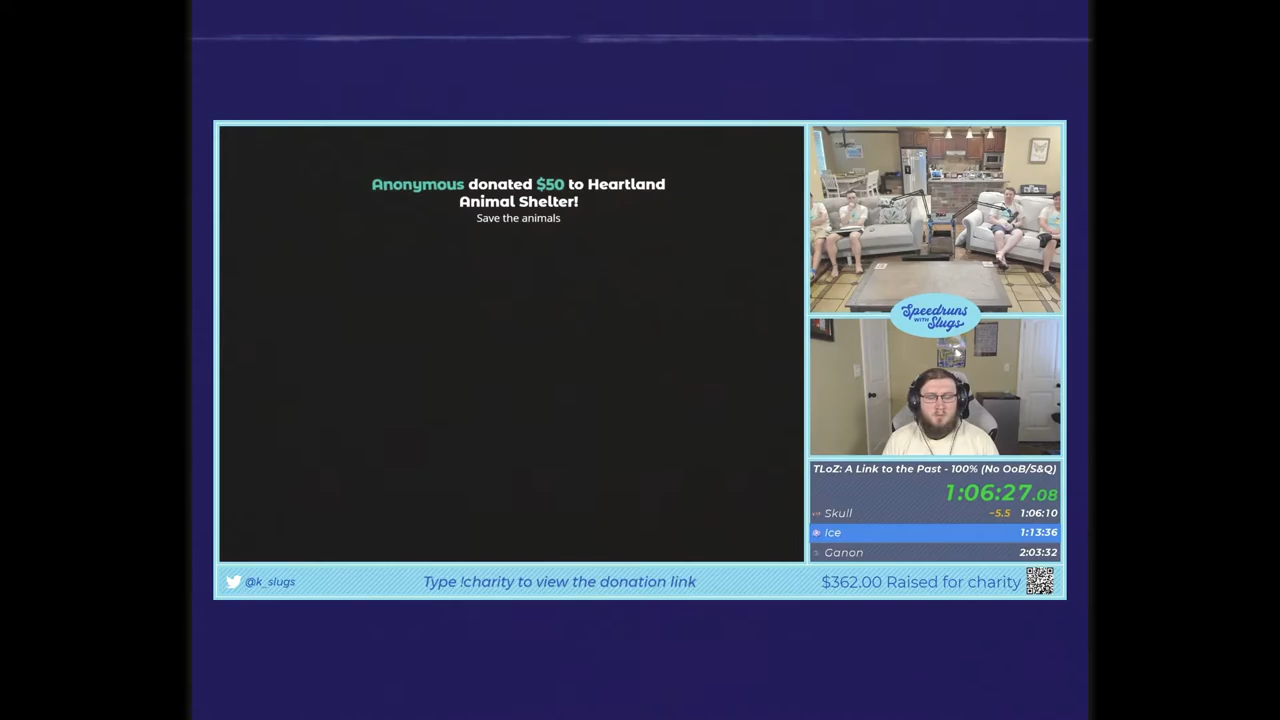 Anonymous donated $50 to Heartland
Animal Shelter!
Save the animals
Speedruns
WITH
Slugs
TLoZ: A Link to the Past - 100% (No OoB/S&Q)
1:06:27.08
Skull −5.5 1:06:10
Ice 1:13:36
Ganon 2:03:32
@k_slugs
Type !charity to view the donation link
$362.00 Raised for charity